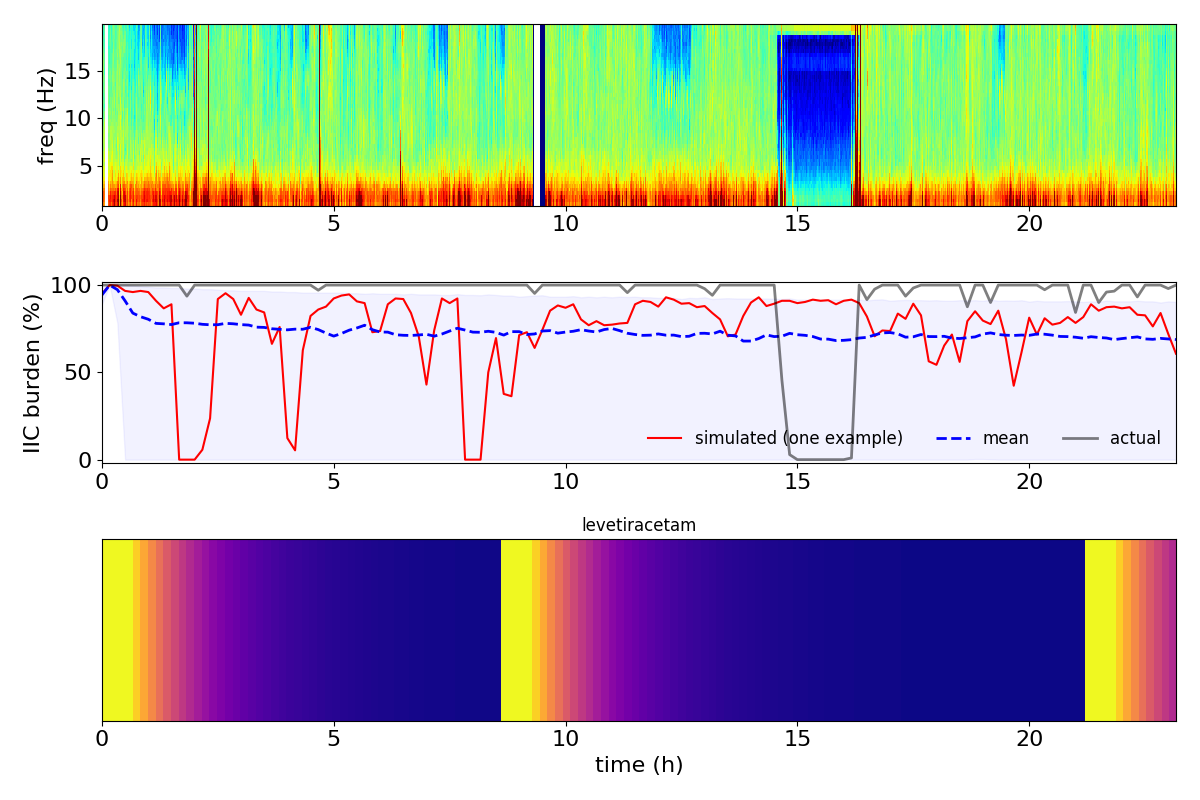 freq (Hz)
15
10
5
0 5 10 15 20
IIC burden (%)
100
50
0
simulated (one example) mean actual
0 5 10 15 20
levetiracetam
0 5 10 15 20
time (h)